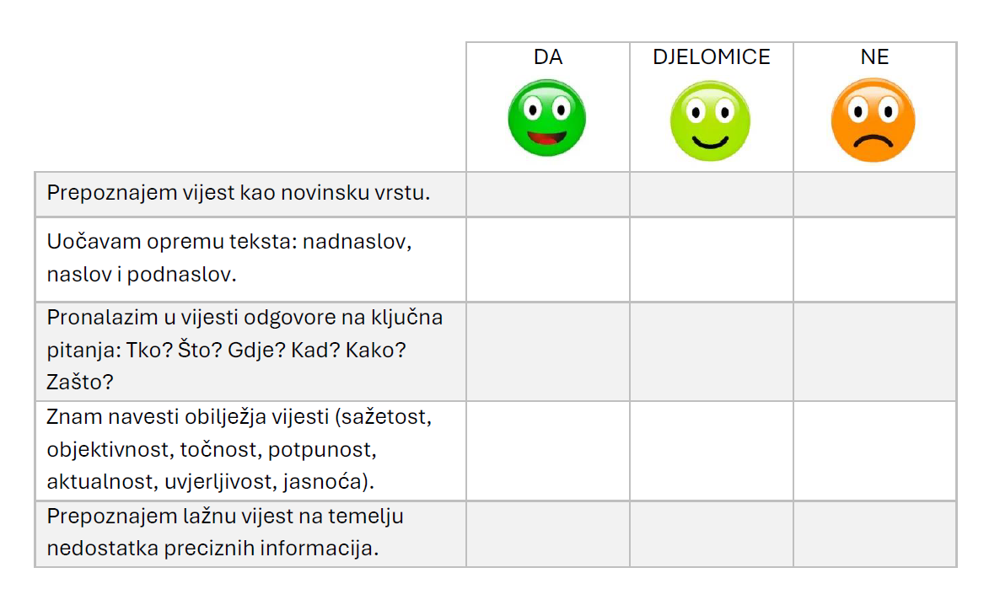 DA
DJELOMICE
NE
Prepoznajem vijest kao novinsku vrstu.
Uočavam opremu teksta: nadnaslov,
naslov i podnaslov.
Pronalazim u vijesti odgovore na ključna
pitanja: Tko? Što? Gdje? Kad? Kako?
Zašto?
Znam navesti obilježja vijesti (sažetost,
objektivnost, točnost, potpunost,
aktualnost, uvjerljivost, jasnoća).
Prepoznajem lažnu vijest na temelju
nedostatka preciznih informacija.